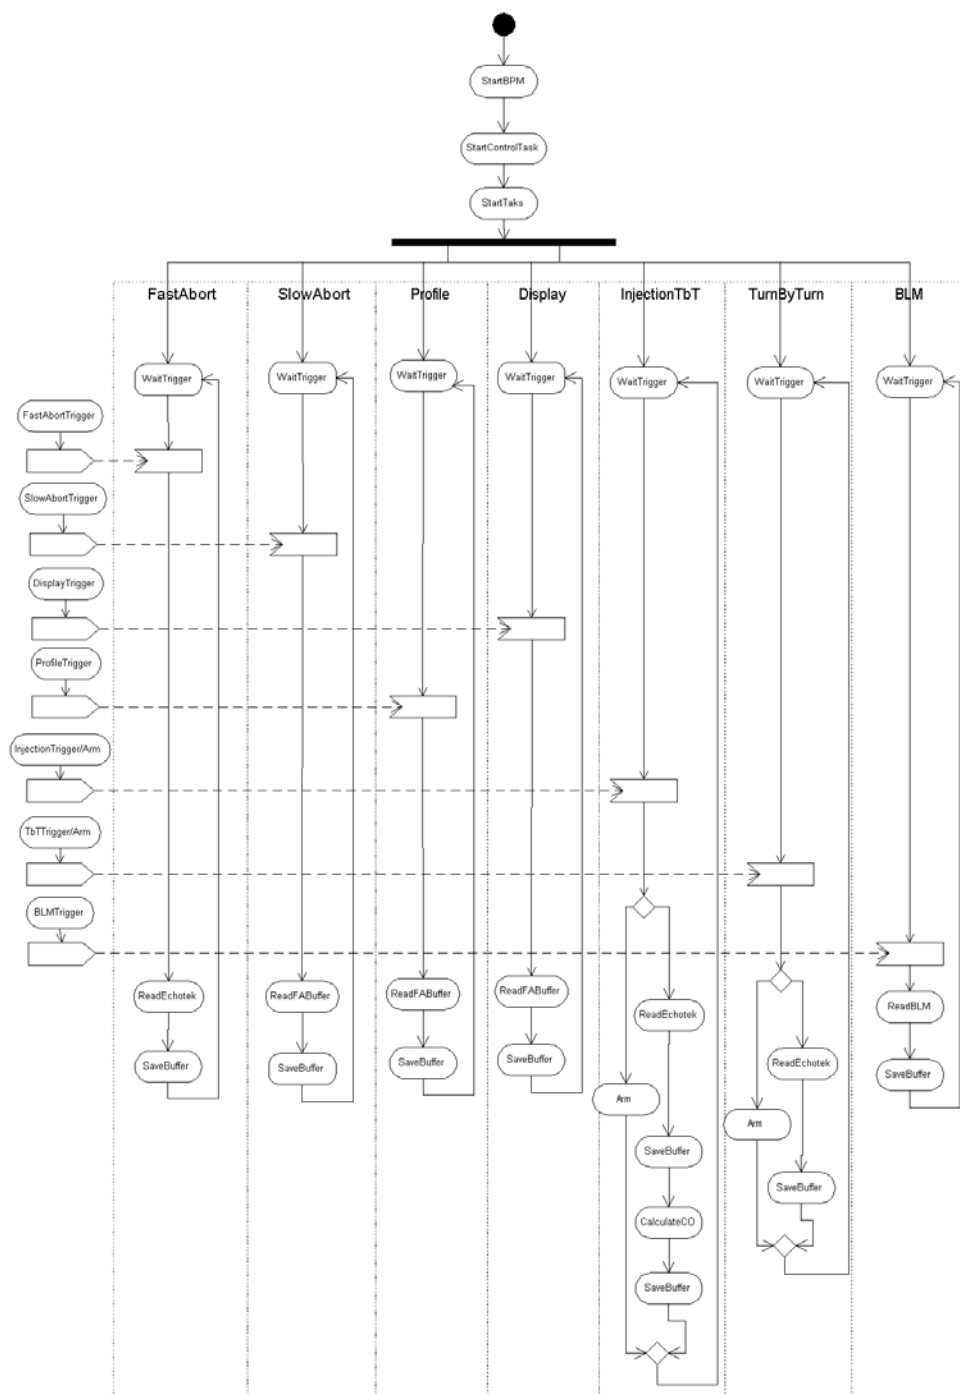 StartBPM
StartControlTask
StartTaks
FastAbort SlowAbort Profile Display InjectionTbT TurnByTurn BLM
WaitTrigger WaitTrigger WaitTrigger WaitTrigger WaitTrigger WaitTrigger WaitTrigger
FastAbortTrigger
SlowAbortTrigger
DisplayTrigger
ProfileTrigger
InjectionTrigger/Arm
TbTTrigger/Arm
BLMTrigger
ReadEchotek ReadFABuffer ReadFABuffer ReadFABuffer ReadEchotek ReadBLM
SaveBuffer SaveBuffer SaveBuffer SaveBuffer ReadEchotek SaveBuffer
Arm Arm
SaveBuffer SaveBuffer
CalculateCO
SaveBuffer